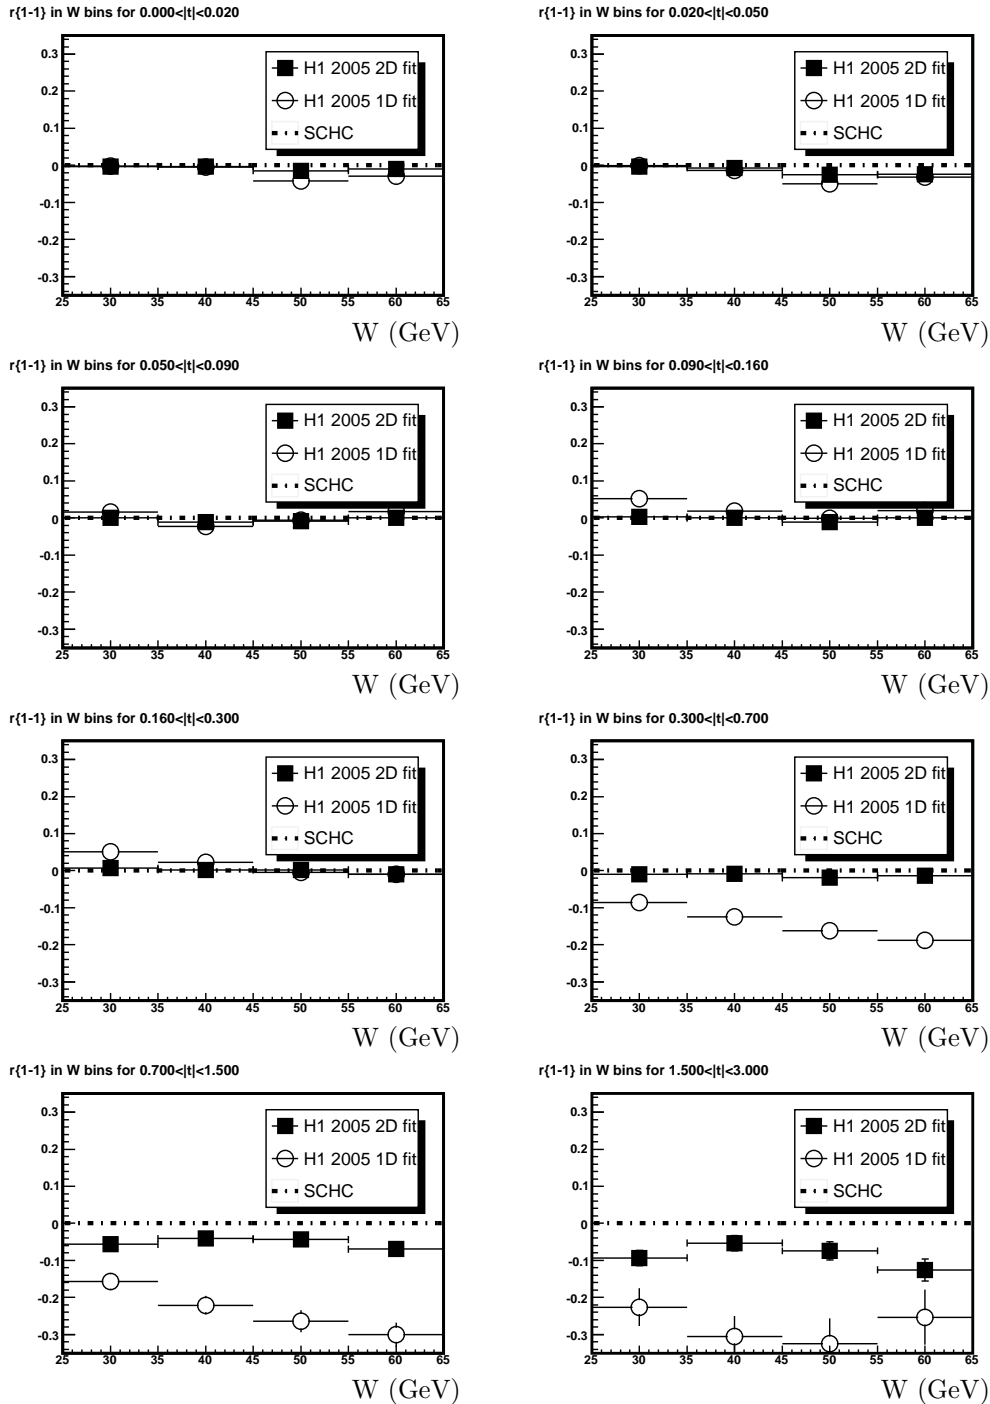 r{1-1} in W bins for 0.000<|t|<0.020
0.3
0.2
0.1
0
-0.1
-0.2
-0.3
25 30 35 40 45 50 55 60 65
H1 2005 2D fit
H1 2005 1D fit
SCHC
W (GeV)
r{1-1} in W bins for 0.020<|t|<0.050
0.3
0.2
0.1
0
-0.1
-0.2
-0.3
25 30 35 40 45 50 55 60 65
H1 2005 2D fit
H1 2005 1D fit
SCHC
W (GeV)
r{1-1} in W bins for 0.050<|t|<0.090
0.3
0.2
0.1
0
-0.1
-0.2
-0.3
25 30 35 40 45 50 55 60 65
H1 2005 2D fit
H1 2005 1D fit
SCHC
W (GeV)
r{1-1} in W bins for 0.090<|t|<0.160
0.3
0.2
0.1
0
-0.1
-0.2
-0.3
25 30 35 40 45 50 55 60 65
H1 2005 2D fit
H1 2005 1D fit
SCHC
W (GeV)
r{1-1} in W bins for 0.160<|t|<0.300
0.3
0.2
0.1
0
-0.1
-0.2
-0.3
25 30 35 40 45 50 55 60 65
H1 2005 2D fit
H1 2005 1D fit
SCHC
W (GeV)
r{1-1} in W bins for 0.300<|t|<0.700
0.3
0.2
0.1
0
-0.1
-0.2
-0.3
25 30 35 40 45 50 55 60 65
H1 2005 2D fit
H1 2005 1D fit
SCHC
W (GeV)
r{1-1} in W bins for 0.700<|t|<1.500
0.3
0.2
0.1
0
-0.1
-0.2
-0.3
25 30 35 40 45 50 55 60 65
H1 2005 2D fit
H1 2005 1D fit
SCHC
W (GeV)
r{1-1} in W bins for 1.500<|t|<3.000
0.3
0.2
0.1
0
-0.1
-0.2
-0.3
25 30 35 40 45 50 55 60 65
H1 2005 2D fit
H1 2005 1D fit
SCHC
W (GeV)